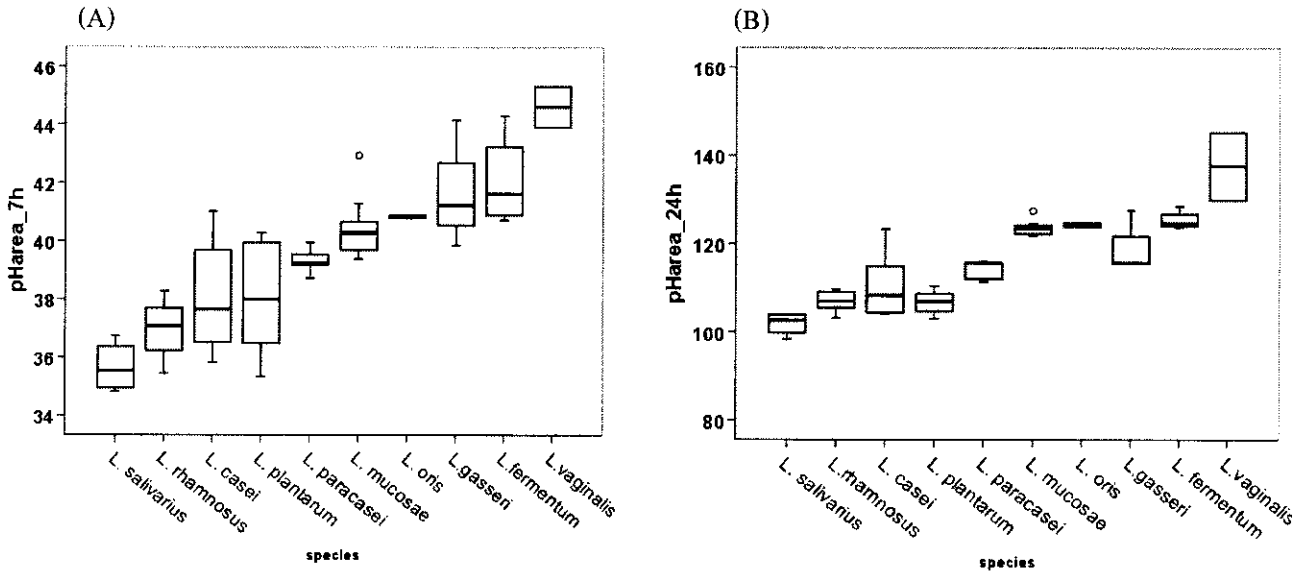 (A)
46
44
42
40
38
36
34
pHarea_7h
L. salivarius
L. rhamnosus
L. casei
L. plantarum
L. paracasei
L. mucosae
L. oris
L.gasseri
L.fermentum
L.vaginalis
species
(B)
160
140
120
100
80
pHarea_24h
L. salivarius
L.rhamnosus
L. casei
L. plantarum
L. paracasei
L. mucosae
L. oris
L.gasseri
L. fermentum
L.vaginalis
species